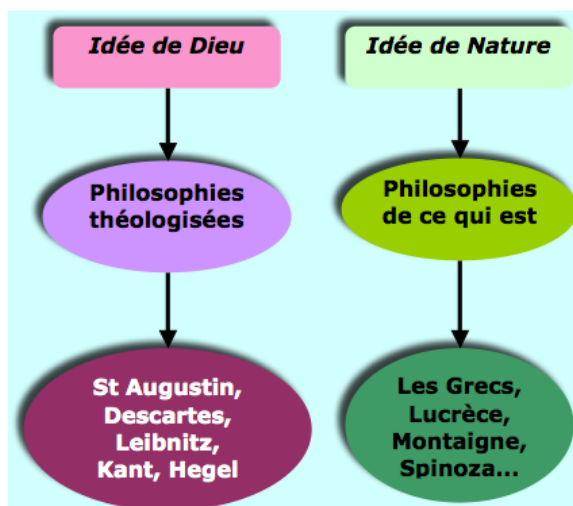 Idée de Dieu
Philosophies
théologisées
St Augustin,
Descartes,
Leibnitz,
Kant, Hegel
Idée de Nature
Philosophies
de ce qui est
Les Grecs,
Lucrèce,
Montaigne,
Spinoza...